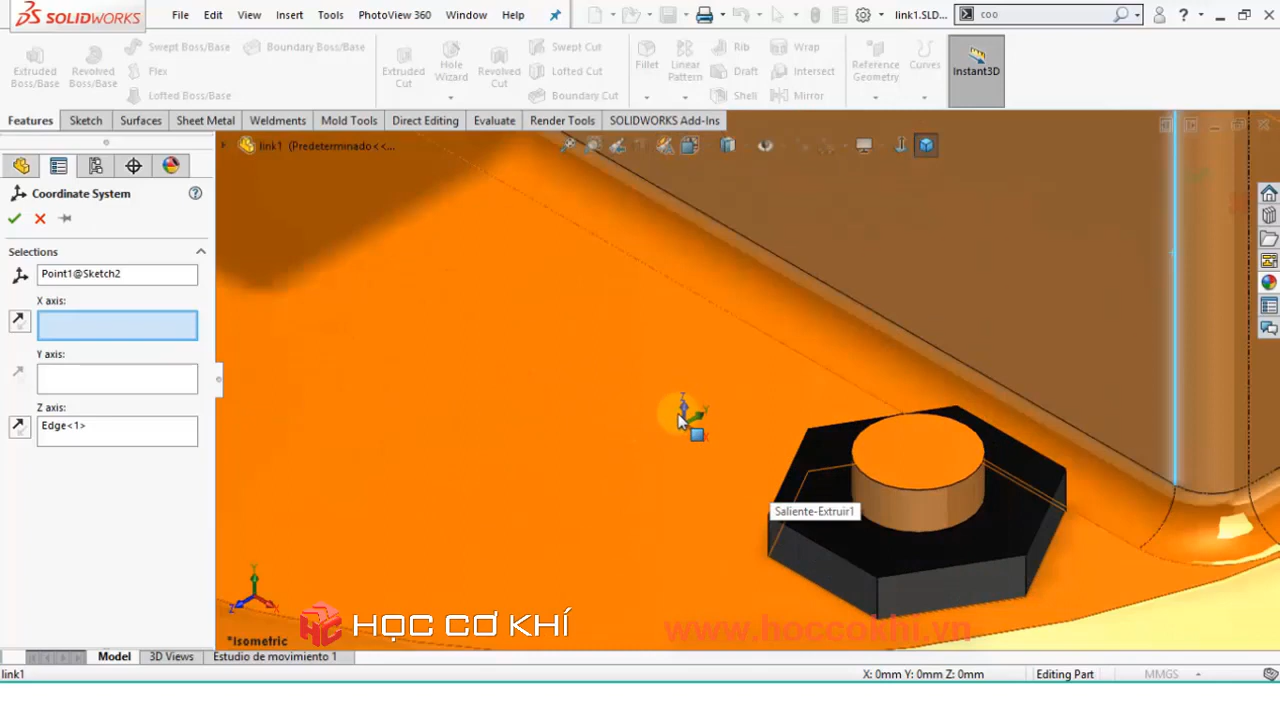 SOLIDWORKS
File Edit View Insert Tools PhotoView 360 Window Help
link1.SLD...
coo
Extruded Boss/Base
Revolved Boss/Base
Swept Boss/Base
Flex
Lofted Boss/Base
Boundary Boss/Base
Extruded Cut
Hole Wizard
Revolved Cut
Swept Cut
Lofted Cut
Boundary Cut
Fillet
Linear Pattern
Rib
Draft
Shell
Wrap
Intersect
Mirror
Reference Geometry
Curves
Instant3D
Features Sketch Surfaces Sheet Metal Weldments Mold Tools Direct Editing Evaluate Render Tools SOLIDWORKS Add-Ins
link1 (Predeterminado<<...
Coordinate System
Selections
Point1@Sketch2
X axis:
Y axis:
Z axis:
Edge<1>
Z
Y
X
Saliente-Extruir1
Y
Z
X
*Isometric
HỌC CƠ KHÍ
www.hoccokhi.vn
Model 3D Views Estudio de movimiento 1
link1
X: 0mm Y: 0mm Z: 0mm
Editing Part
MMGS